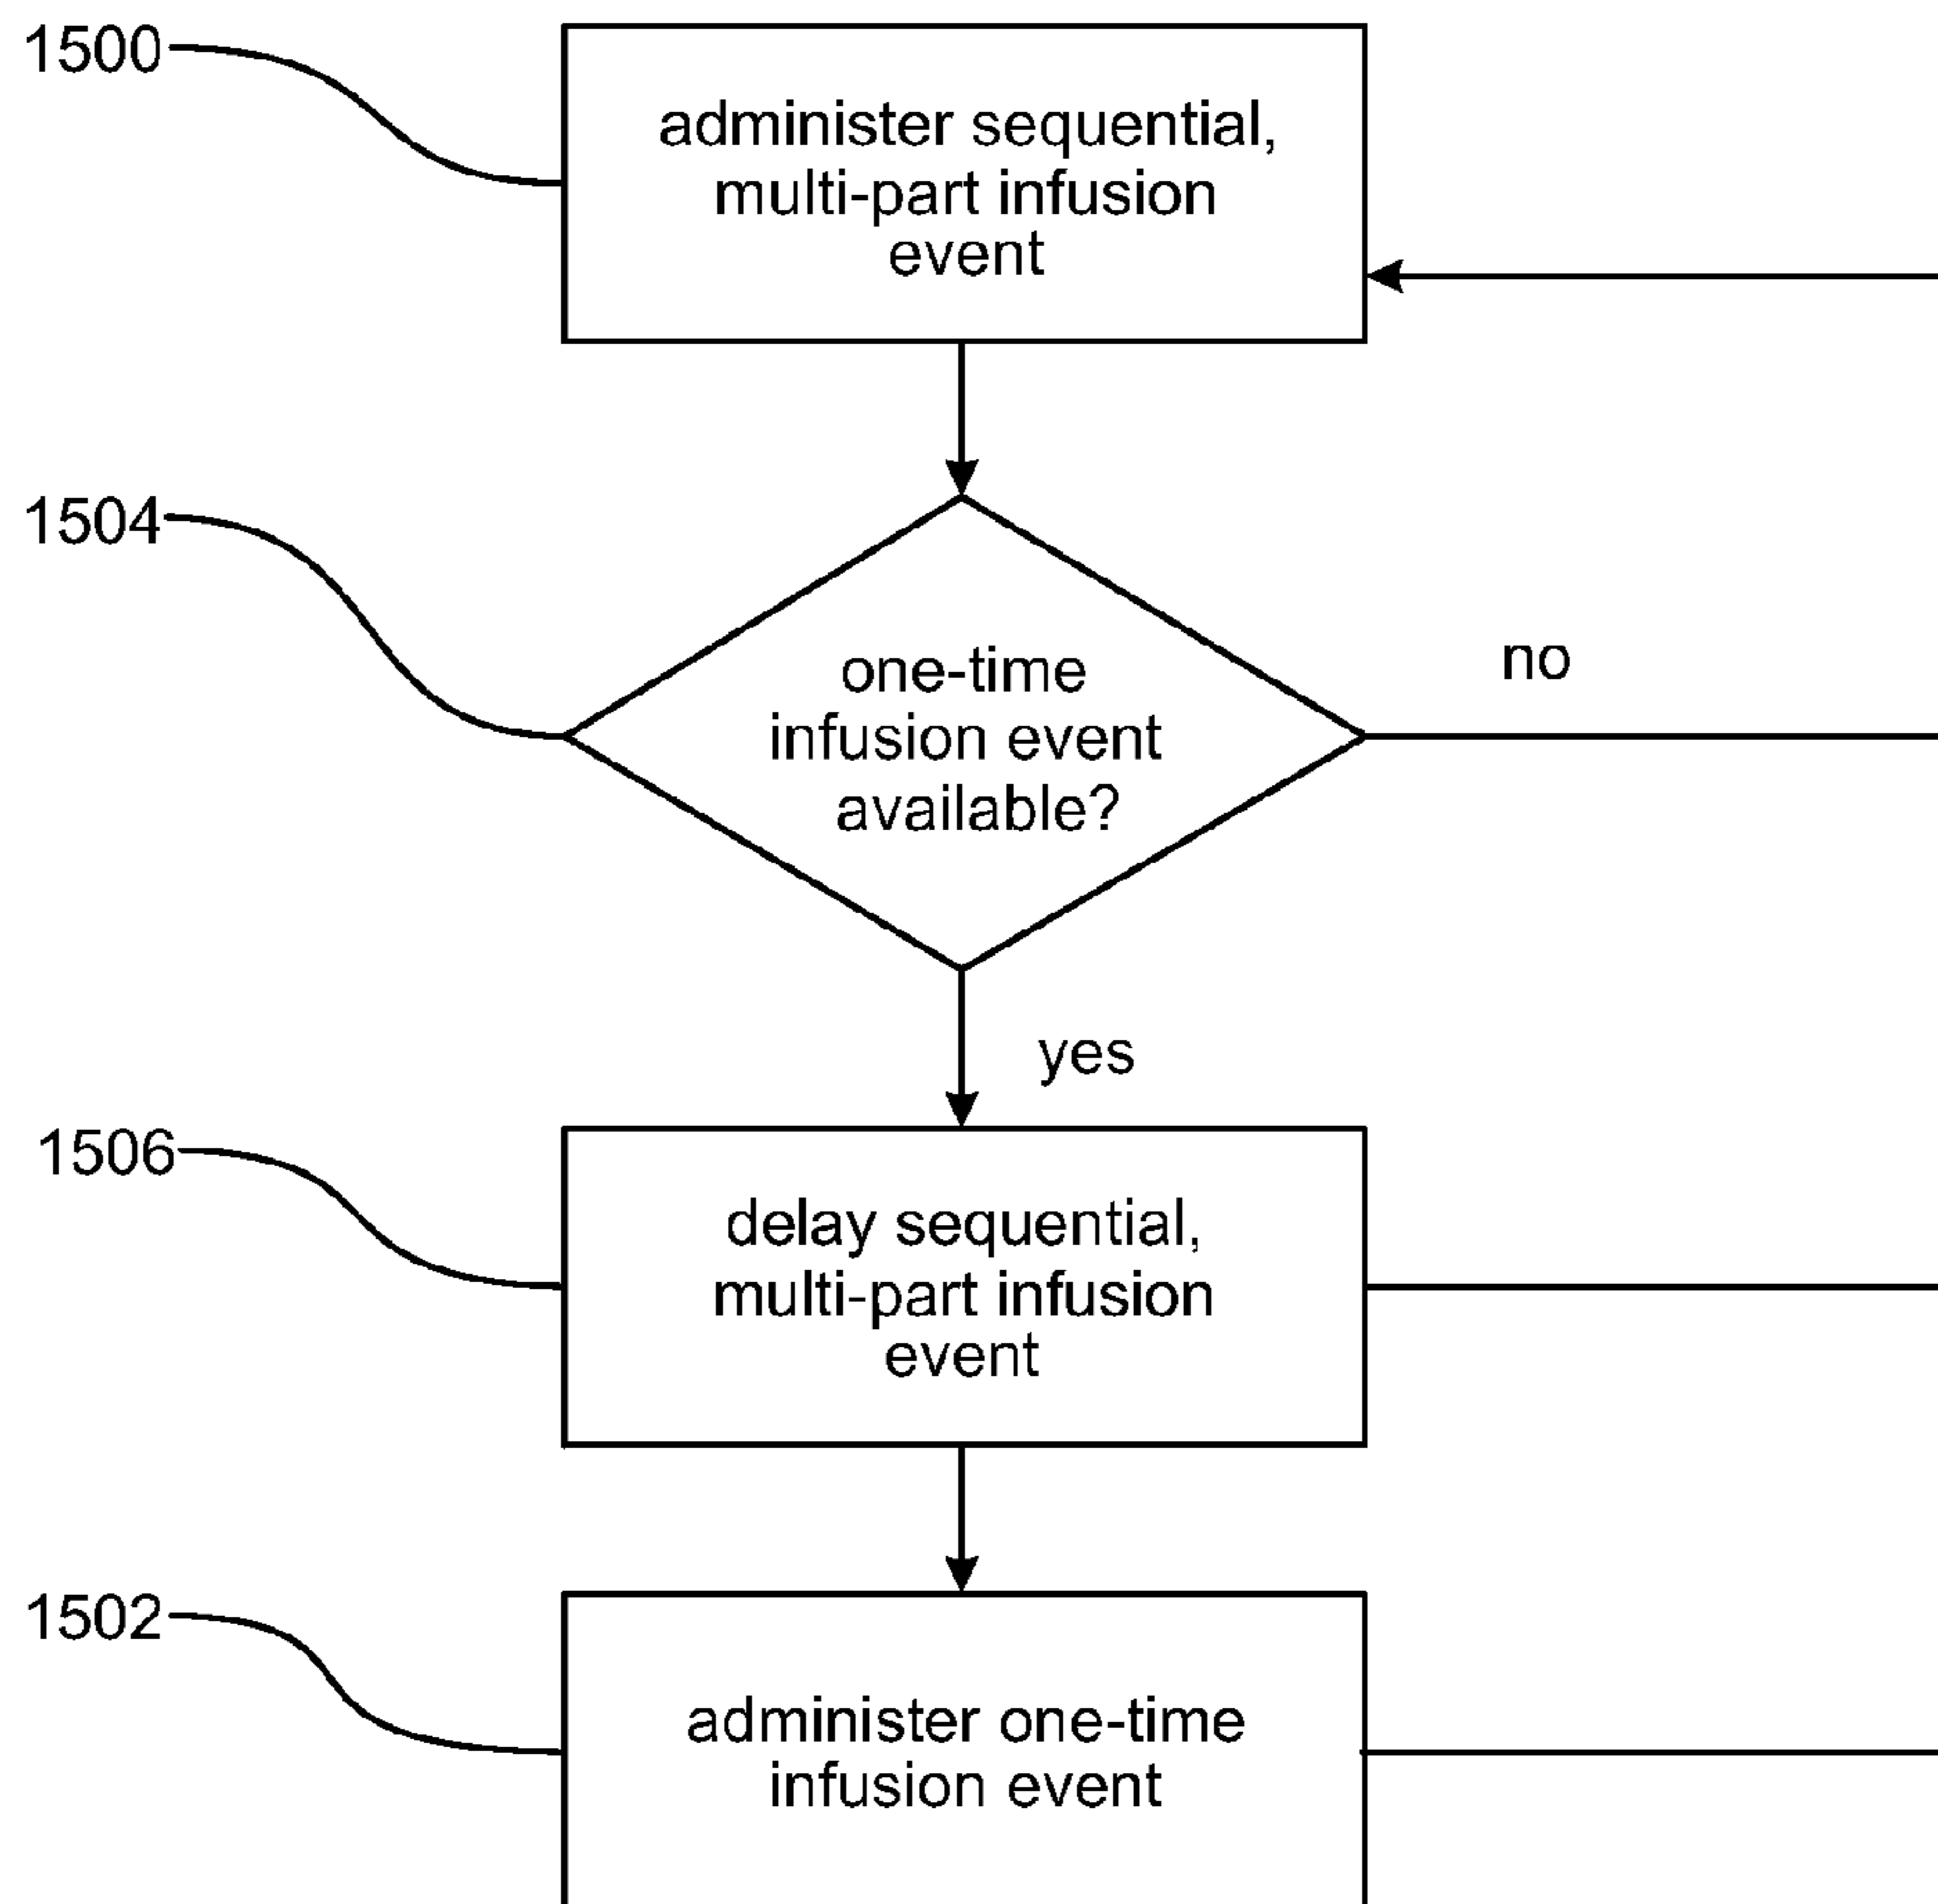 1500
administer sequential,
multi-part infusion
event
1504
one-time
infusion event
available?
no
yes
1506
delay sequential,
multi-part infusion
event
1502
administer one-time
infusion event